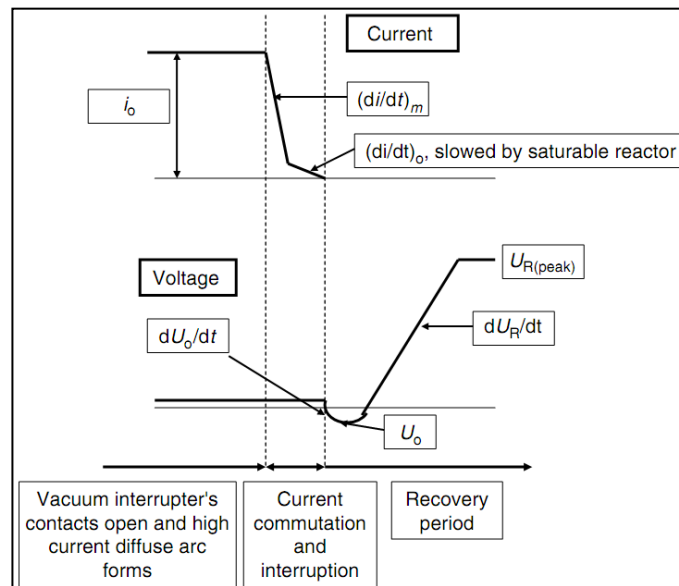 Current
i₀
(di/dt)ₘ
(di/dt)₀, slowed by saturable reactor
Voltage
U_R(peak)
dU₀/dt
dU_R/dt
U₀
Vacuum interrupter's
contacts open and high
current diffuse arc
forms
Current
commutation
and
interruption
Recovery
period